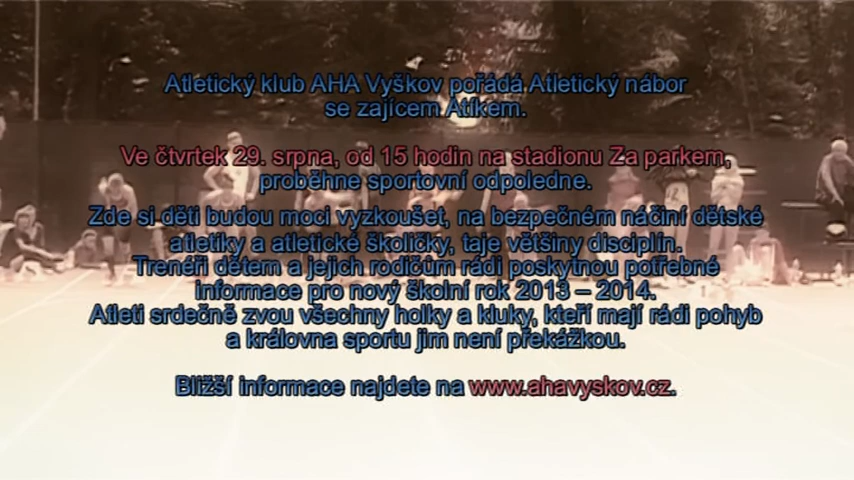 Atletický klub AHA Vyškov pořádá Atletický nábor
se zajícem Atíkem.
Ve čtvrtek 29. srpna, od 15 hodin na stadionu Za parkem,
proběhne sportovní odpoledne.
Zde si děti budou moci vyzkoušet, na bezpečném náčiní dětské
atletiky a atletické školičky, taje většiny disciplín.
Trenéři dětem a jejich rodičům rádi poskytnou potřebné
informace pro nový školní rok 2013 – 2014.
Atleti srdečně zvou všechny holky a kluky, kteří mají rádi pohyb
a královna sportu jim není překážkou.
Bližší informace najdete na www.ahavyskov.cz.